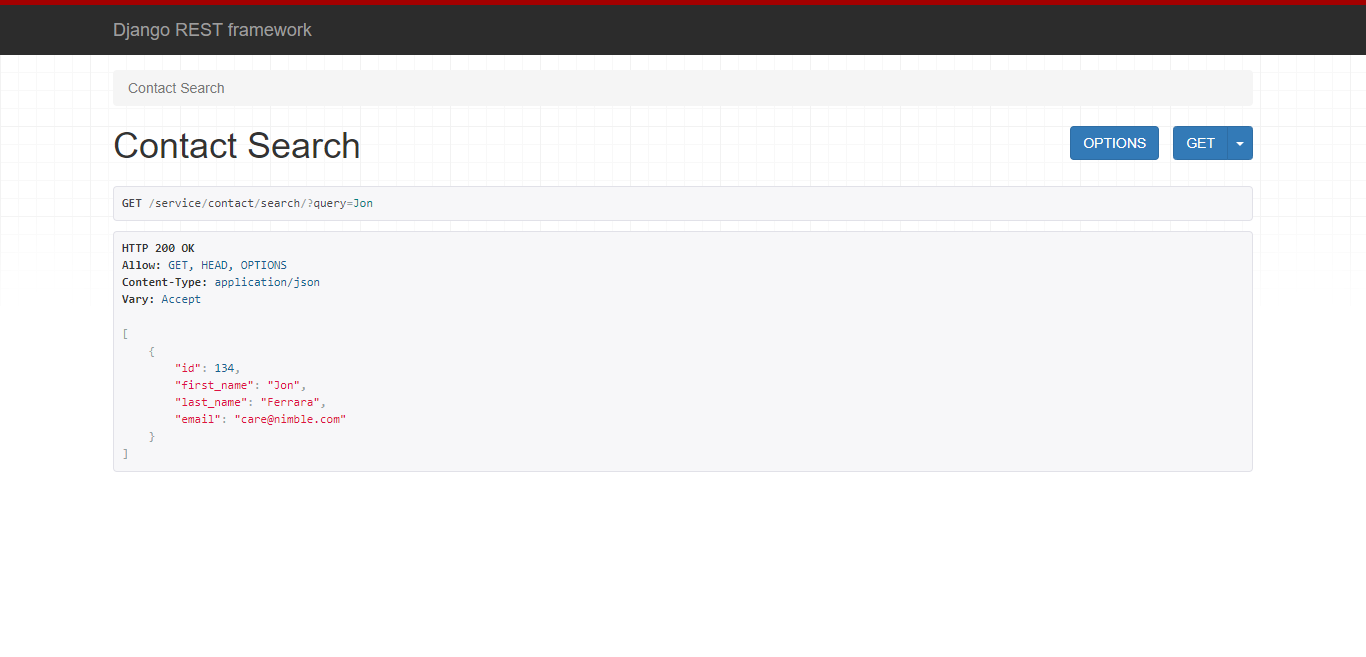 Django REST framework
Contact Search
Contact Search
OPTIONS
GET
GET /service/contact/search/?query=Jon
HTTP 200 OK
Allow: GET, HEAD, OPTIONS
Content-Type: application/json
Vary: Accept
[
    {
        "id": 134,
        "first_name": "Jon",
        "last_name": "Ferrara",
        "email": "care@nimble.com"
    }
]